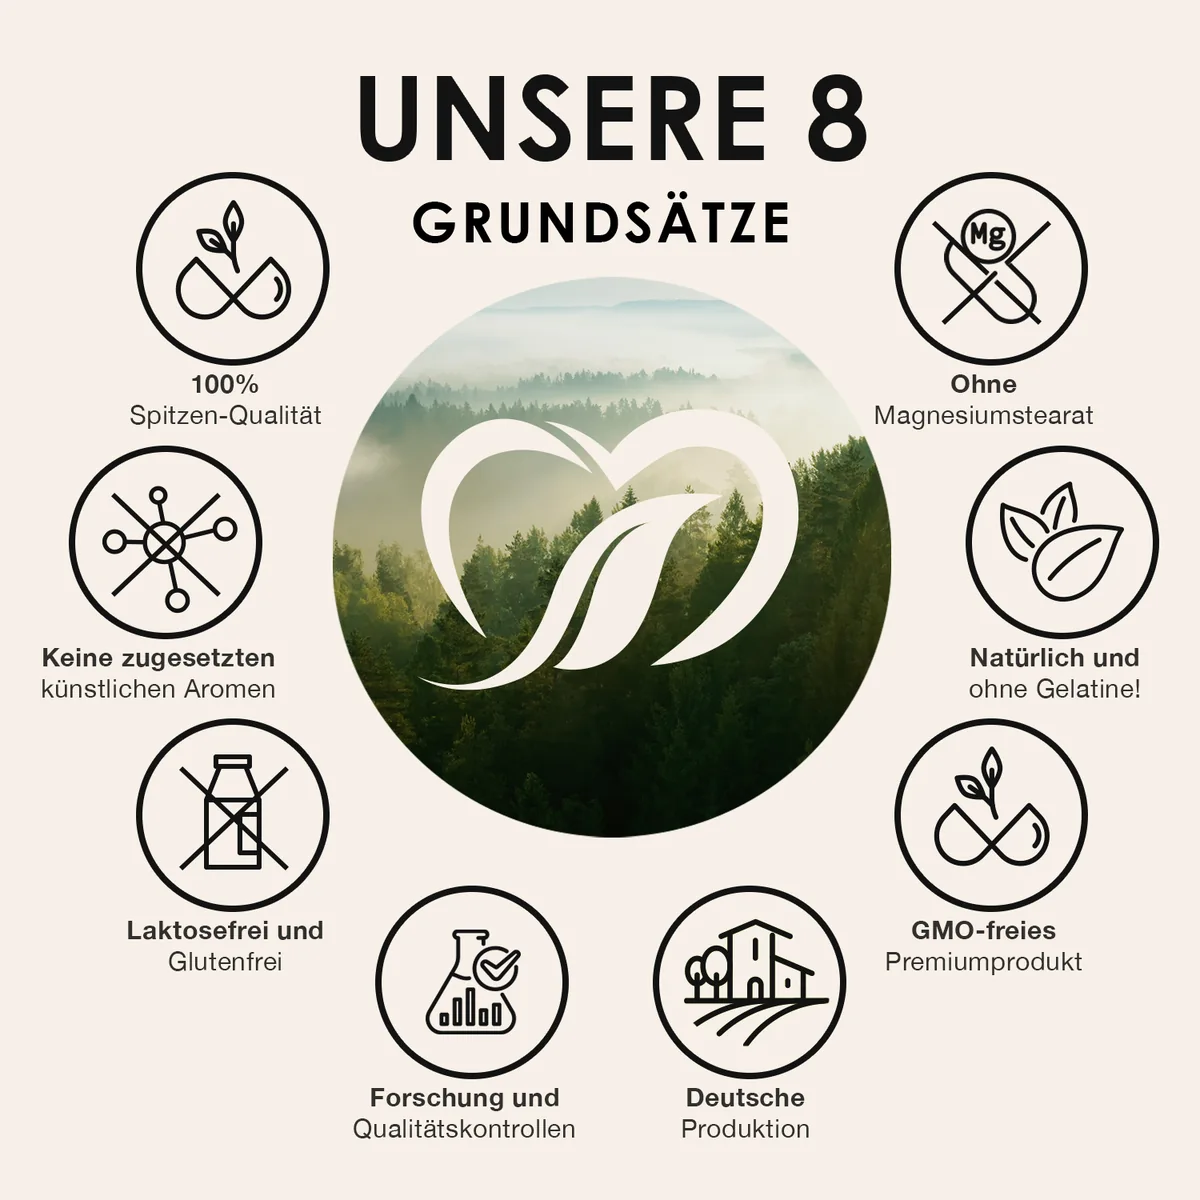 UNSERE 8
GRUNDSÄTZE
100%
Spitzen-Qualität
Mg
Ohne
Magnesiumstearat
Keine zugesetzten
künstlichen Aromen
Natürlich und
ohne Gelatine!
Laktosefrei und
Glutenfrei
GMO-freies
Premiumprodukt
Forschung und
Qualitätskontrollen
Deutsche
Produktion